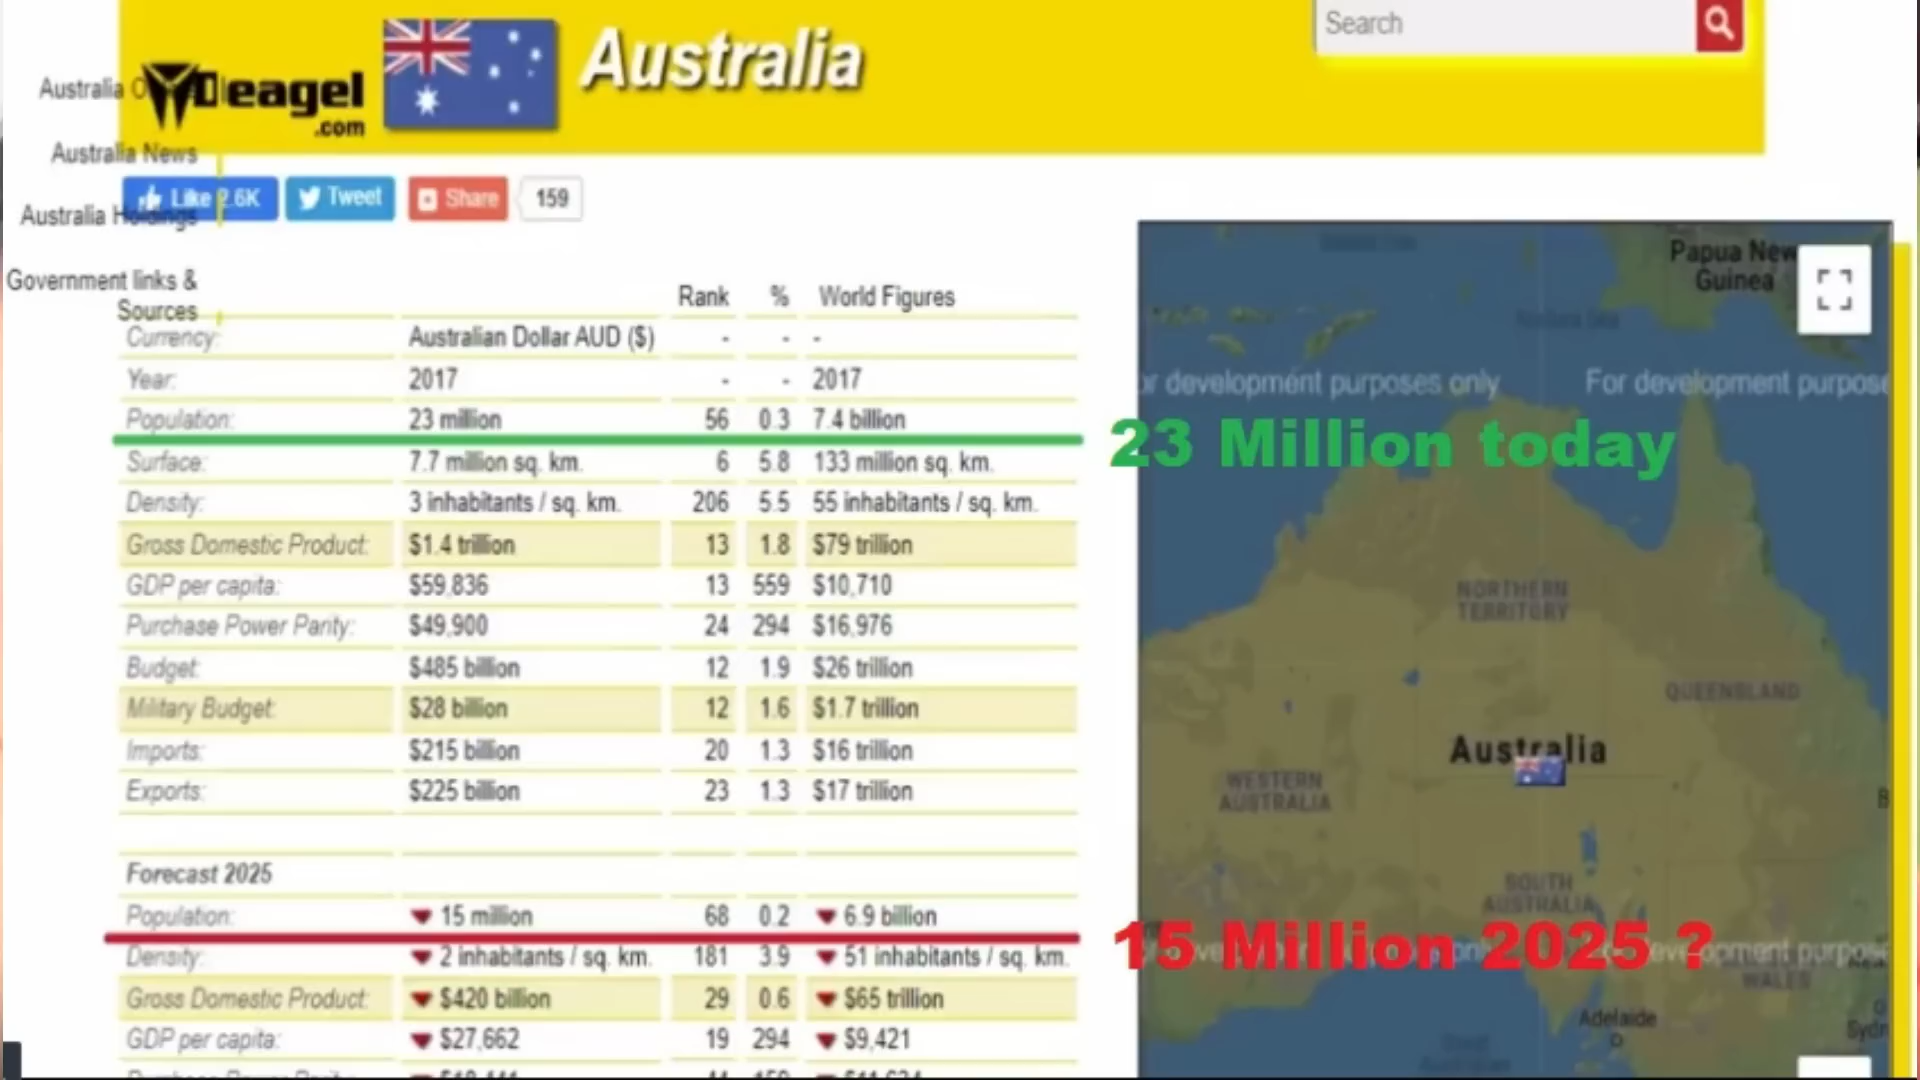 Australia
Search
Deagel
.com
Australia News
Like 2.6K
Tweet
Share
159
Australia Holdings
Government links &
Sources
Rank % World Figures
Currency: Australian Dollar AUD ($) - - -
Year: 2017 - - 2017
Population: 23 million 56 0.3 7.4 billion
Surface: 7.7 million sq. km. 6 5.8 133 million sq. km.
Density: 3 inhabitants / sq. km. 206 5.5 55 inhabitants / sq. km.
Gross Domestic Product: $1.4 trillion 13 1.8 $79 trillion
GDP per capita: $59,836 13 559 $10,710
Purchase Power Parity: $49,900 24 294 $16,976
Budget: $485 billion 12 1.9 $26 trillion
Military Budget: $28 billion 12 1.6 $1.7 trillion
Imports: $215 billion 20 1.3 $16 trillion
Exports: $225 billion 23 1.3 $17 trillion
Forecast 2025
Population: 15 million 68 0.2 6.9 billion
Density: 2 inhabitants / sq. km. 181 3.9 51 inhabitants / sq. km.
Gross Domestic Product: $420 billion 29 0.6 $65 trillion
GDP per capita: $27,662 19 294 $9,421
Papua New
Guinea
development purposes only
For development purpose
23 Million today
NORTHERN
TERRITORY
QUEENSLAND
Australia
WESTERN
AUSTRALIA
SOUTH
AUSTRALIA
15 Million 2025 ?
WALES
Adelaide